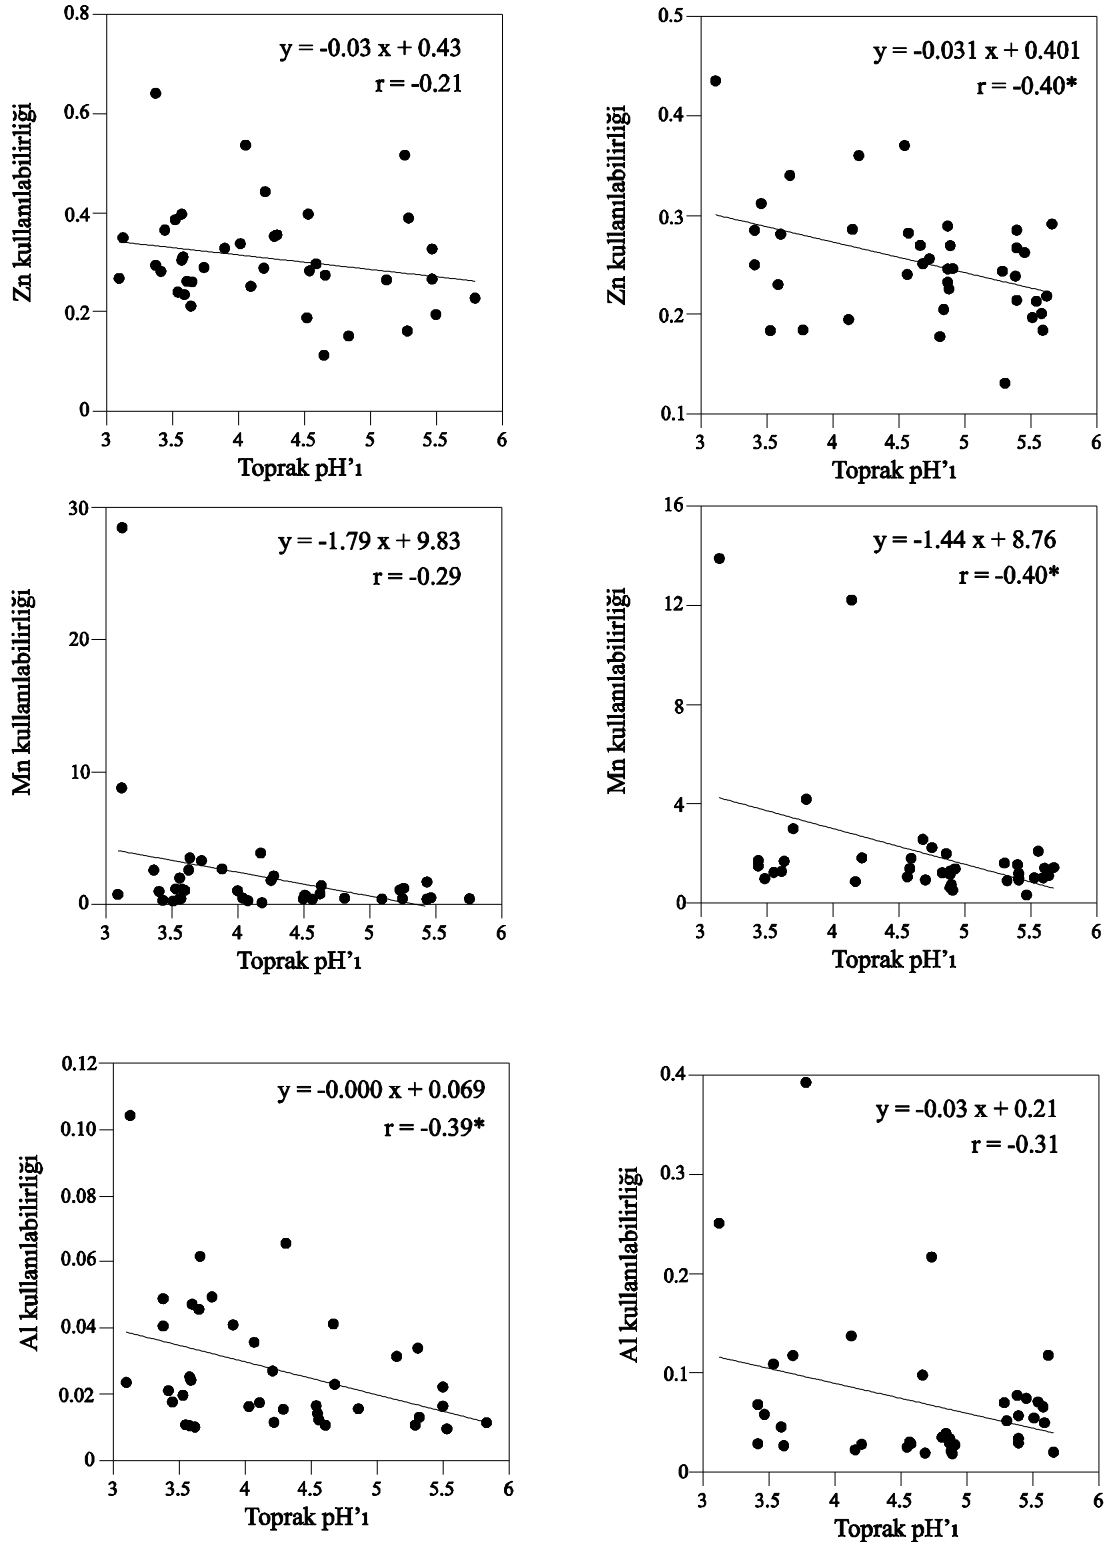 0.8
0.6
0.4
0.2
0
Zn kullanılabilirliği
y = -0.03 x + 0.43
r = -0.21
3 3.5 4 4.5 5 5.5 6
Toprak pH’ı
0.5
0.4
0.3
0.2
0.1
Zn kullanılabilirliği
y = -0.031 x + 0.401
r = -0.40*
3 3.5 4 4.5 5 5.5 6
Toprak pH’ı
30
20
10
0
Mn kullanılabilirliği
y = -1.79 x + 9.83
r = -0.29
3 3.5 4 4.5 5 5.5 6
Toprak pH’ı
16
12
8
4
0
Mn kullanılabilirliği
y = -1.44 x + 8.76
r = -0.40*
3 3.5 4 4.5 5 5.5 6
Toprak pH’ı
0.12
0.10
0.08
0.06
0.04
0.02
0
Al kullanılabilirliği
y = -0.000 x + 0.069
r = -0.39*
3 3.5 4 4.5 5 5.5 6
Toprak pH’ı
0.4
0.3
0.2
0.1
0
Al kullanılabilirliği
y = -0.03 x + 0.21
r = -0.31
3 3.5 4 4.5 5 5.5 6
Toprak pH’ı